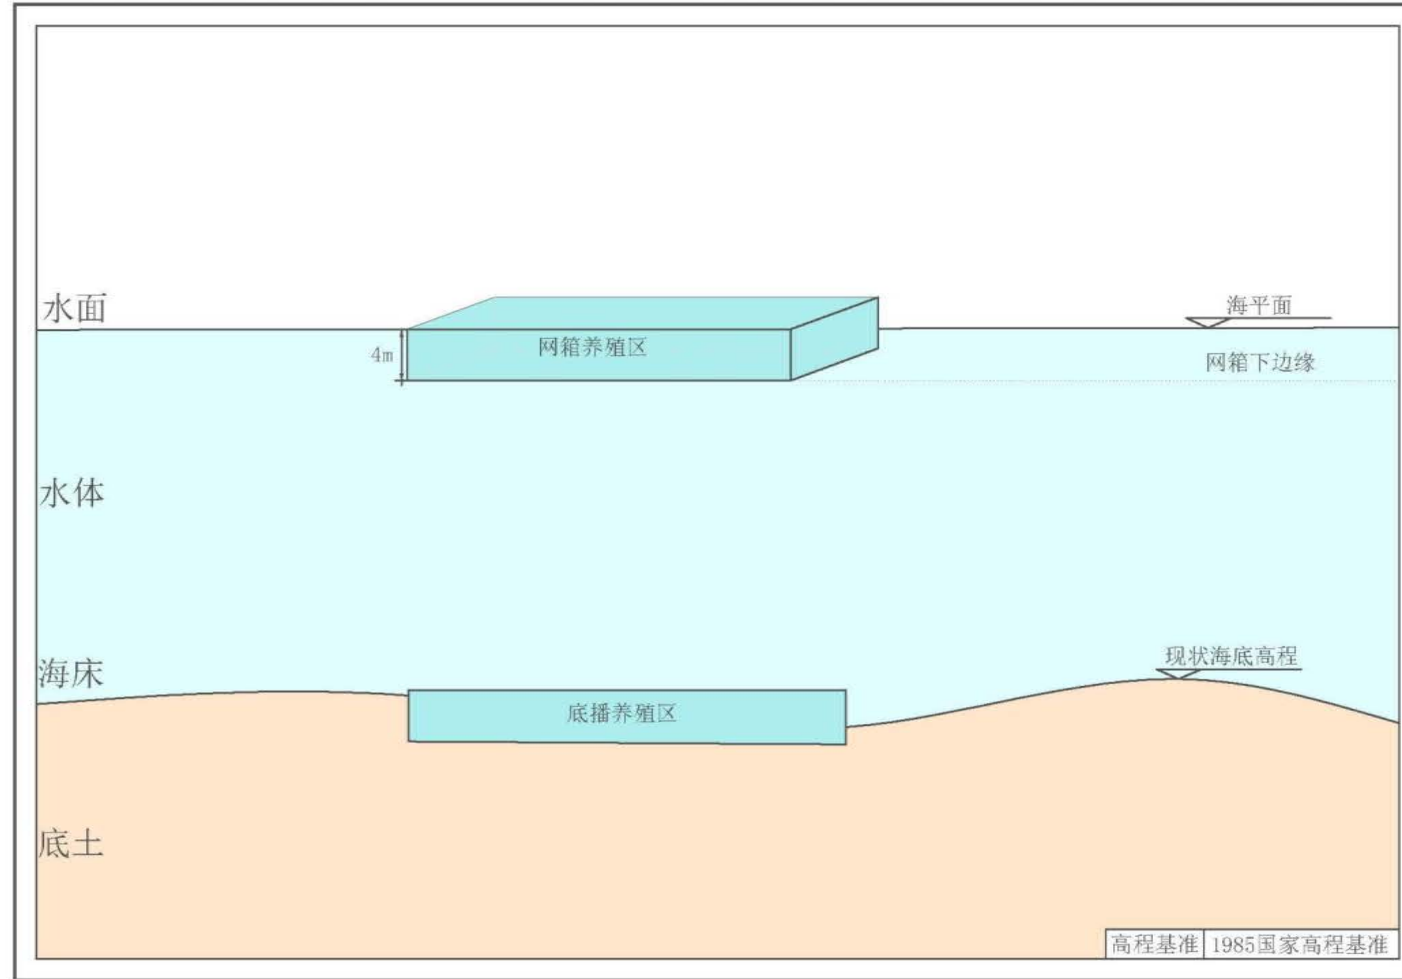 水面
海平面
4m
网箱养殖区
网箱下边缘
水体
海床
现状海底高程
底播养殖区
底土
高程基准 1985国家高程基准